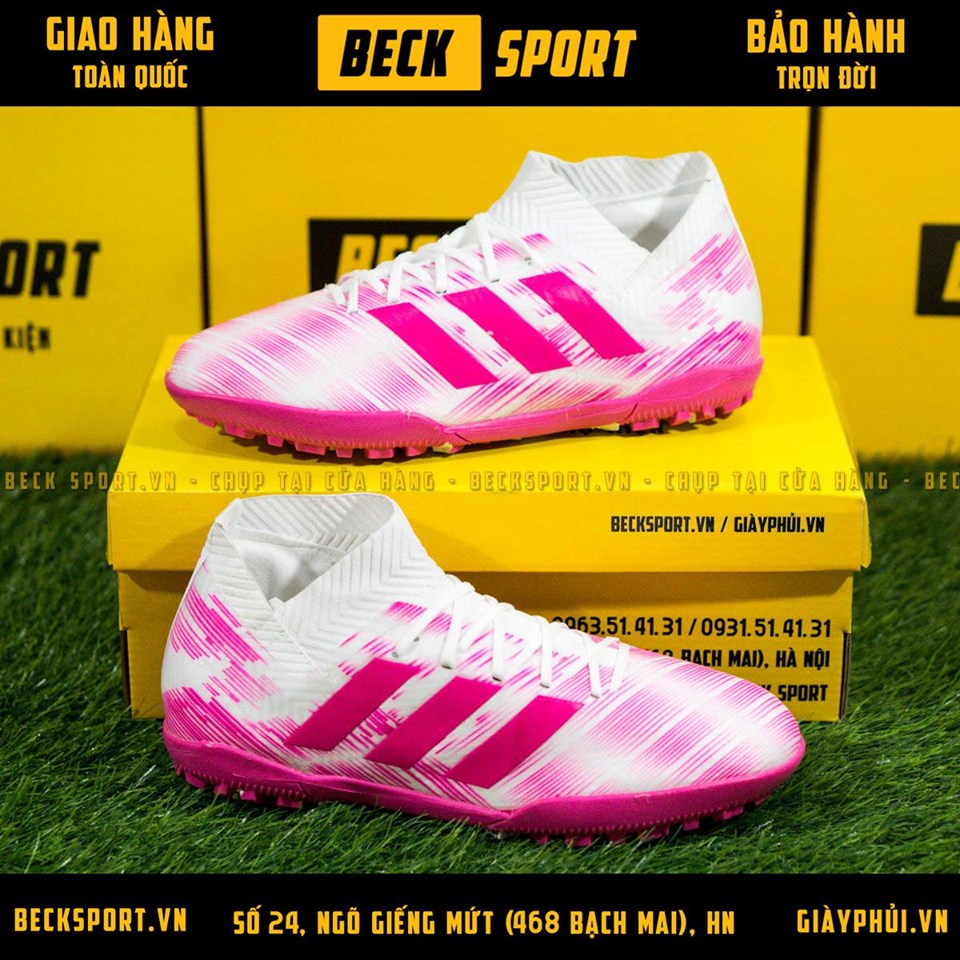 GIAO HÀNG
TOÀN QUỐC
BECK SPORT
BẢO HÀNH
TRỌN ĐỜI
BECK
ORT
KIỆN
BECK SPORT.VN - CHỤP TẠI CỬA HÀNG - BECKSPORT.VN - CHỤP TẠI CỬA HÀNG - BEC
BECKSPORT.VN / GIÀYPHỦI.VN
0963.51.41.31 / 0931.51.41.31
(468 BẠCH MAI), HÀ NỘI
K SPORT
BECKSPORT.VN
SỐ 24, NGÕ GIẾNG MỨT (468 BẠCH MAI), HN
GIÀYPHỦI.VN